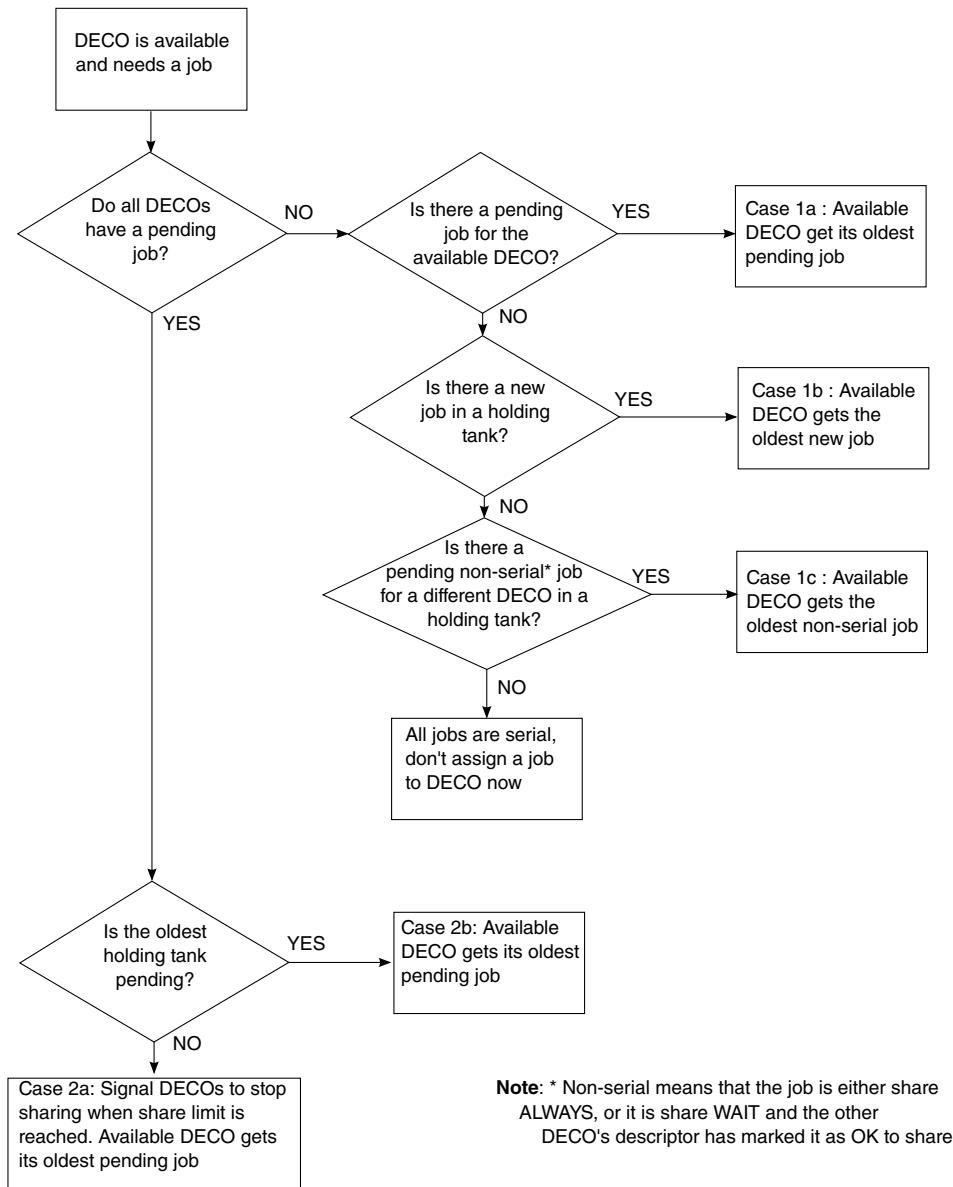 DECO is available
and needs a job
Do all DECOs
have a pending
job?
NO
Is there a pending
job for the
available DECO?
YES
Case 1a : Available
DECO get its oldest
pending job
YES
NO
Is there a new
job in a holding
tank?
YES
Case 1b : Available
DECO gets the
oldest new job
NO
Is there a
pending non-serial* job
for a different DECO in a
holding tank?
YES
Case 1c : Available
DECO gets the
oldest non-serial job
NO
All jobs are serial,
don't assign a job
to DECO now
Is the oldest
holding tank
pending?
YES
Case 2b: Available
DECO gets its oldest
pending job
NO
Case 2a: Signal DECOs to stop
sharing when share limit is
reached. Available DECO gets
its oldest pending job
Note: * Non-serial means that the job is either share
ALWAYS, or it is share WAIT and the other
DECO's descriptor has marked it as OK to share